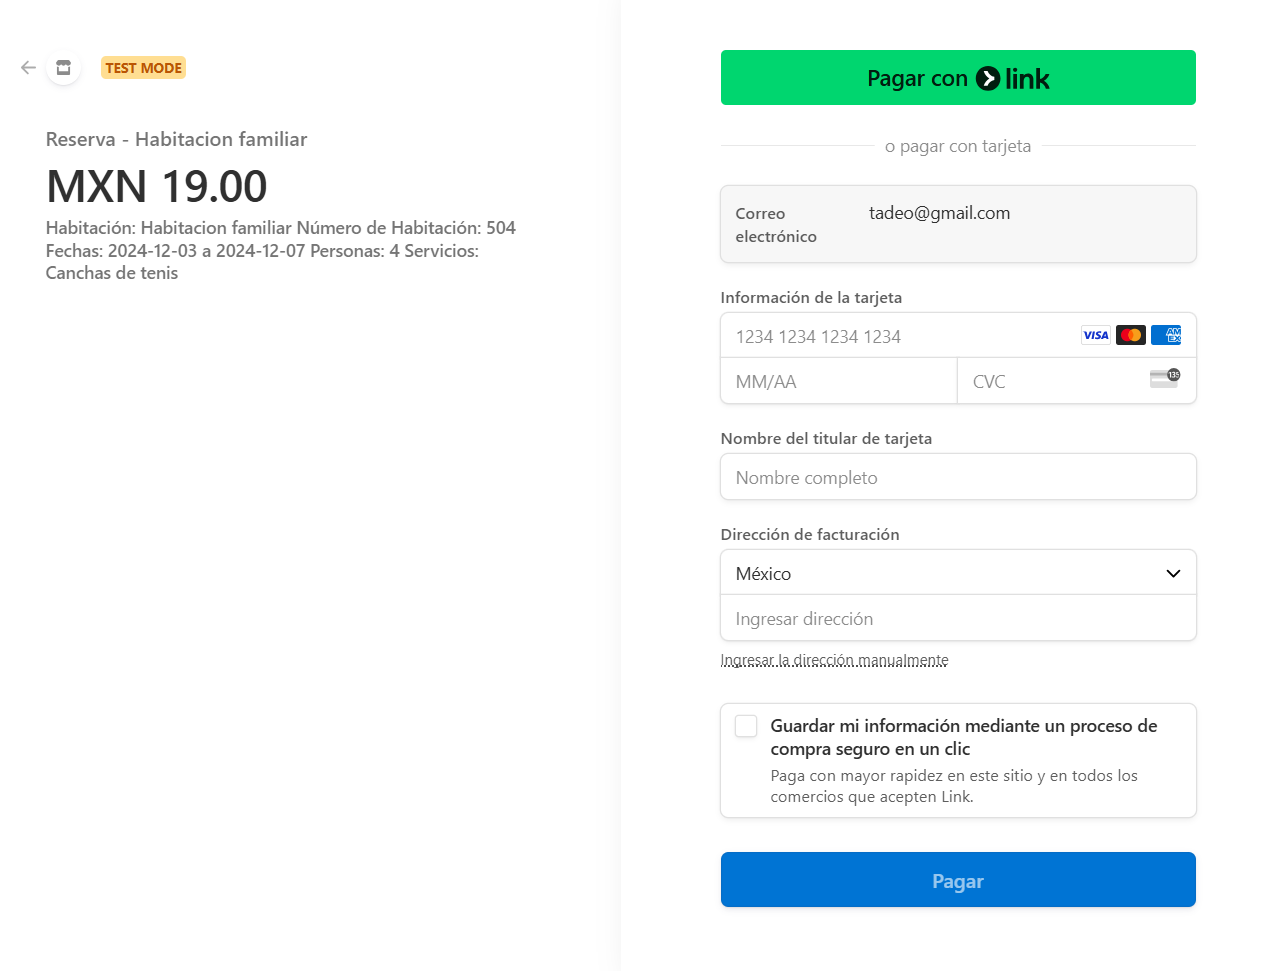 TEST MODE
Reserva - Habitacion familiar
MXN 19.00
Habitación: Habitacion familiar Número de Habitación: 504
Fechas: 2024-12-03 a 2024-12-07 Personas: 4 Servicios:
Canchas de tenis
Pagar con link
o pagar con tarjeta
Correo
electrónico
tadeo@gmail.com
Información de la tarjeta
1234 1234 1234 1234
VISA
AM
EX
MM/AA
CVC
135
Nombre del titular de tarjeta
Nombre completo
Dirección de facturación
México
Ingresar dirección
Ingresar la dirección manualmente
Guardar mi información mediante un proceso de
compra seguro en un clic
Paga con mayor rapidez en este sitio y en todos los
comercios que acepten Link.
Pagar